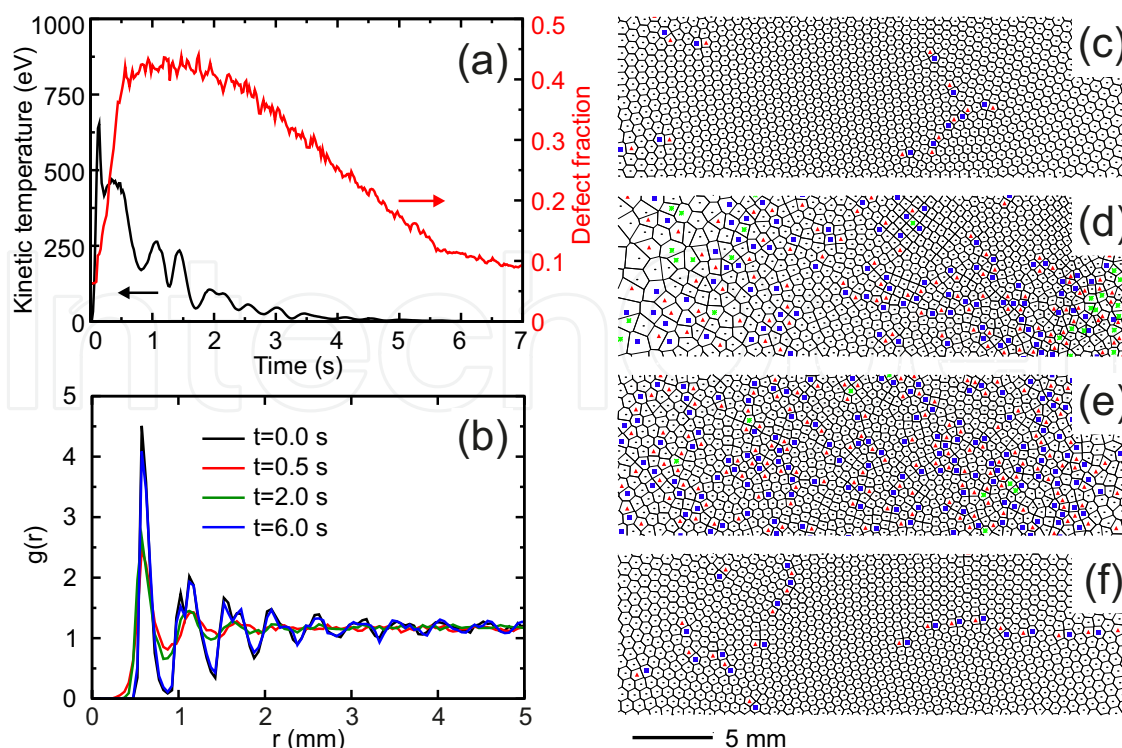 1000
750
500
250
0
Kinetic temperature (eV)
(a)
0.5
0.4
0.3
0.2
0.1
0
Defect fraction
0 1 2 3 4 5 6 7
Time (s)
5
4
3
2
1
0
g(r)
(b)
t=0.0 s
t=0.5 s
t=2.0 s
t=6.0 s
0 1 2 3 4 5
r (mm)
(c)
(d)
(e)
(f)
5 mm